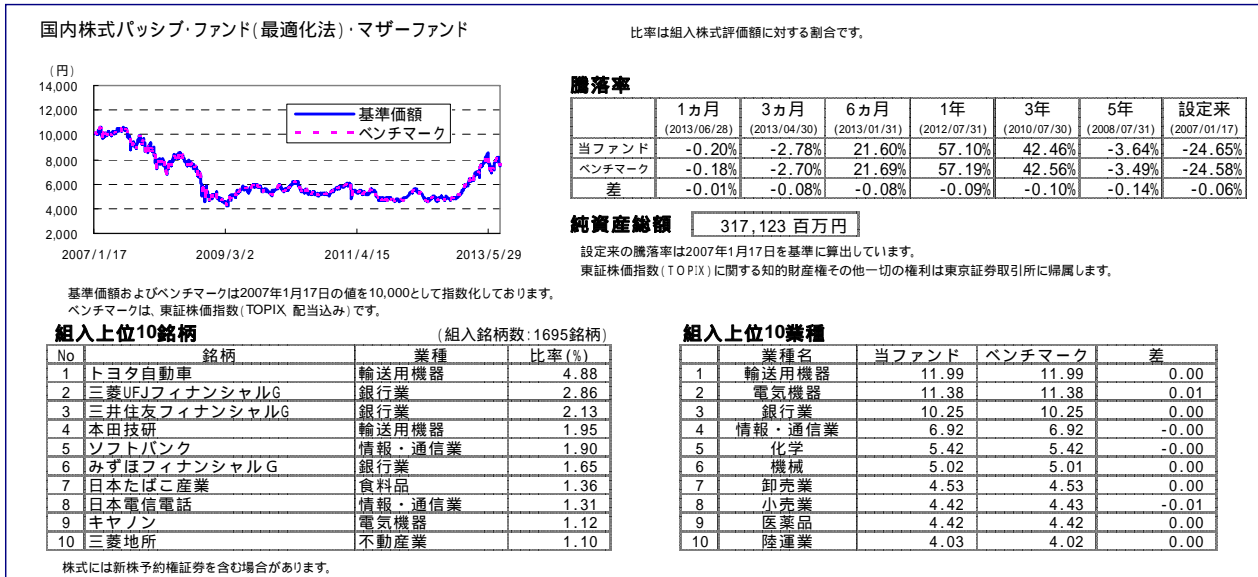 国内株式パッシブ・ファンド(最適化法)・マザーファンド
比率は組入株式評価額に対する割合です。
(円)
14,000
12,000
10,000
8,000
6,000
4,000
2,000
基準価額
ベンチマーク
2007/1/17 2009/3/2 2011/4/15 2013/5/29
基準価額およびベンチマークは2007年1月17日の値を10,000として指数化しております。
ベンチマークは、東証株価指数(TOPIX、配当込み)です。
騰落率
1ヵ月 3ヵ月 6ヵ月 1年 3年 5年 設定来
(2013/06/28) (2013/04/30) (2013/01/31) (2012/07/31) (2010/07/30) (2008/07/31) (2007/01/17)
当ファンド -0.20% -2.78% 21.60% 57.10% 42.46% -3.64% -24.65%
ベンチマーク -0.18% -2.70% 21.69% 57.19% 42.56% -3.49% -24.58%
差 -0.01% -0.08% -0.08% -0.09% -0.10% -0.14% -0.06%
純資産総額 317,123 百万円
設定来の騰落率は2007年1月17日を基準に算出しています。
東証株価指数(TOPIX)に関する知的財産権その他一切の権利は東京証券取引所に帰属します。
組入上位10銘柄 (組入銘柄数:1695銘柄)
No 銘柄 業種 比率(%)
1 トヨタ自動車 輸送用機器 4.88
2 三菱UFJフィナンシャルG 銀行業 2.86
3 三井住友フィナンシャルG 銀行業 2.13
4 本田技研 輸送用機器 1.95
5 ソフトバンク 情報・通信業 1.90
6 みずほフィナンシャルG 銀行業 1.65
7 日本たばこ産業 食料品 1.36
8 日本電信電話 情報・通信業 1.31
9 キヤノン 電気機器 1.12
10 三菱地所 不動産業 1.10
株式には新株予約権証券を含む場合があります。
組入上位10業種
業種名 当ファンド ベンチマーク 差
1 輸送用機器 11.99 11.99 0.00
2 電気機器 11.38 11.38 0.01
3 銀行業 10.25 10.25 0.00
4 情報・通信業 6.92 6.92 -0.00
5 化学 5.42 5.42 -0.00
6 機械 5.02 5.01 0.00
7 卸売業 4.53 4.53 0.00
8 小売業 4.42 4.43 -0.01
9 医薬品 4.42 4.42 0.00
10 陸運業 4.03 4.02 0.00